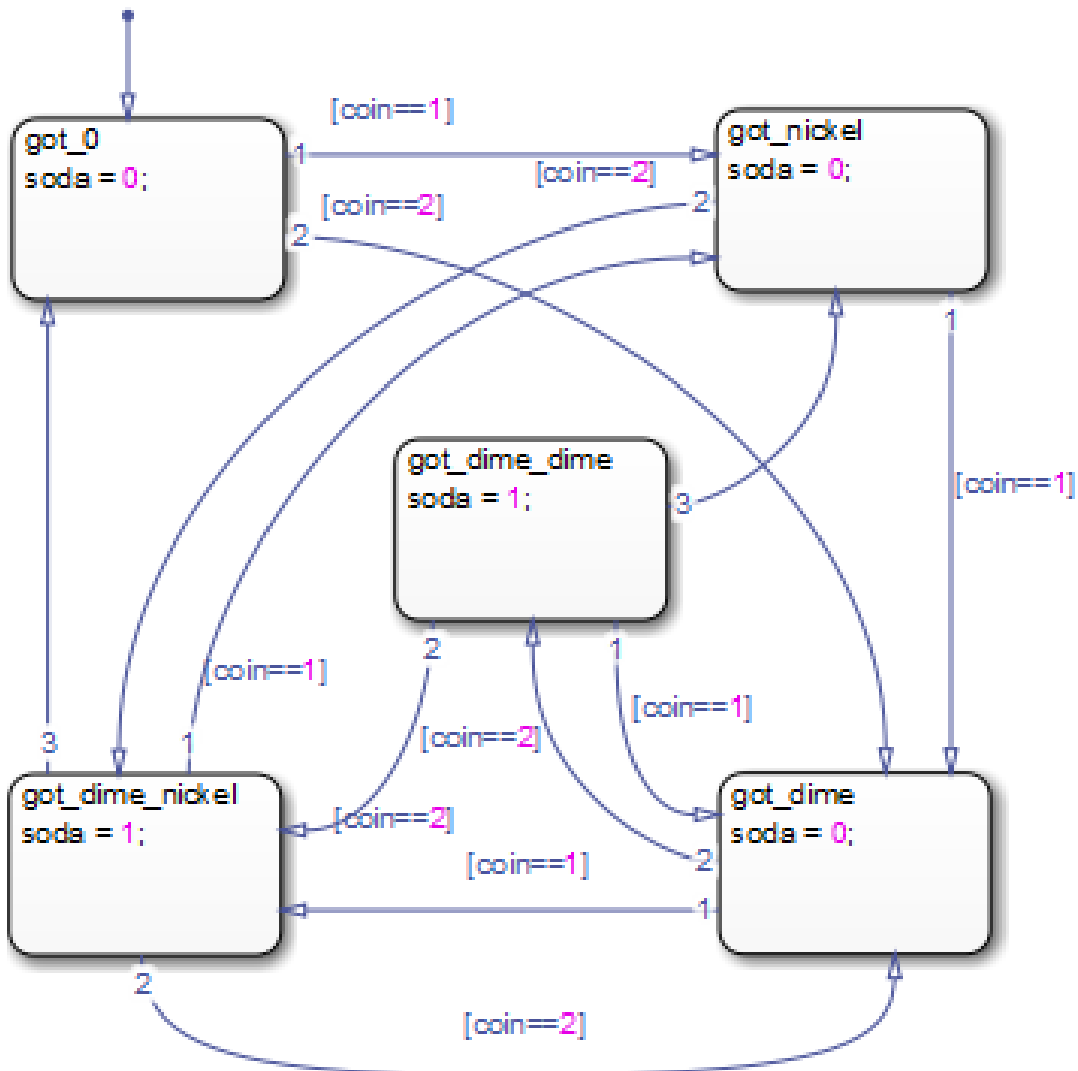 [coin==1]
got_0
soda = 0;
1
[coin==2]
got_nickel
soda = 0;
2
[coin==2]
2
1
got_dime_dime
soda = 1;
3
[coin==1]
2
1
[coin==1]
[coin==1]
[coin==2]
3
1
got_dime_nickel
soda = 1;
[coin==2]
got_dime
soda = 0;
2
[coin==1]
1
2
[coin==2]